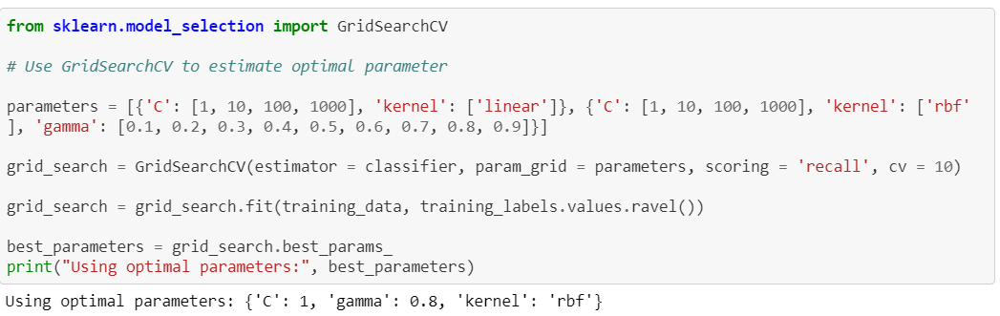 from sklearn.model_selection import GridSearchCV
# Use GridSearchCV to estimate optimal parameter
parameters = [{'C': [1, 10, 100, 1000], 'kernel': ['linear']}, {'C': [1, 10, 100, 1000], 'kernel': ['rbf'
], 'gamma': [0.1, 0.2, 0.3, 0.4, 0.5, 0.6, 0.7, 0.8, 0.9]}]
grid_search = GridSearchCV(estimator = classifier, param_grid = parameters, scoring = 'recall', cv = 10)
grid_search = grid_search.fit(training_data, training_labels.values.ravel())
best_parameters = grid_search.best_params_
print("Using optimal parameters:", best_parameters)
Using optimal parameters: {'C': 1, 'gamma': 0.8, 'kernel': 'rbf'}